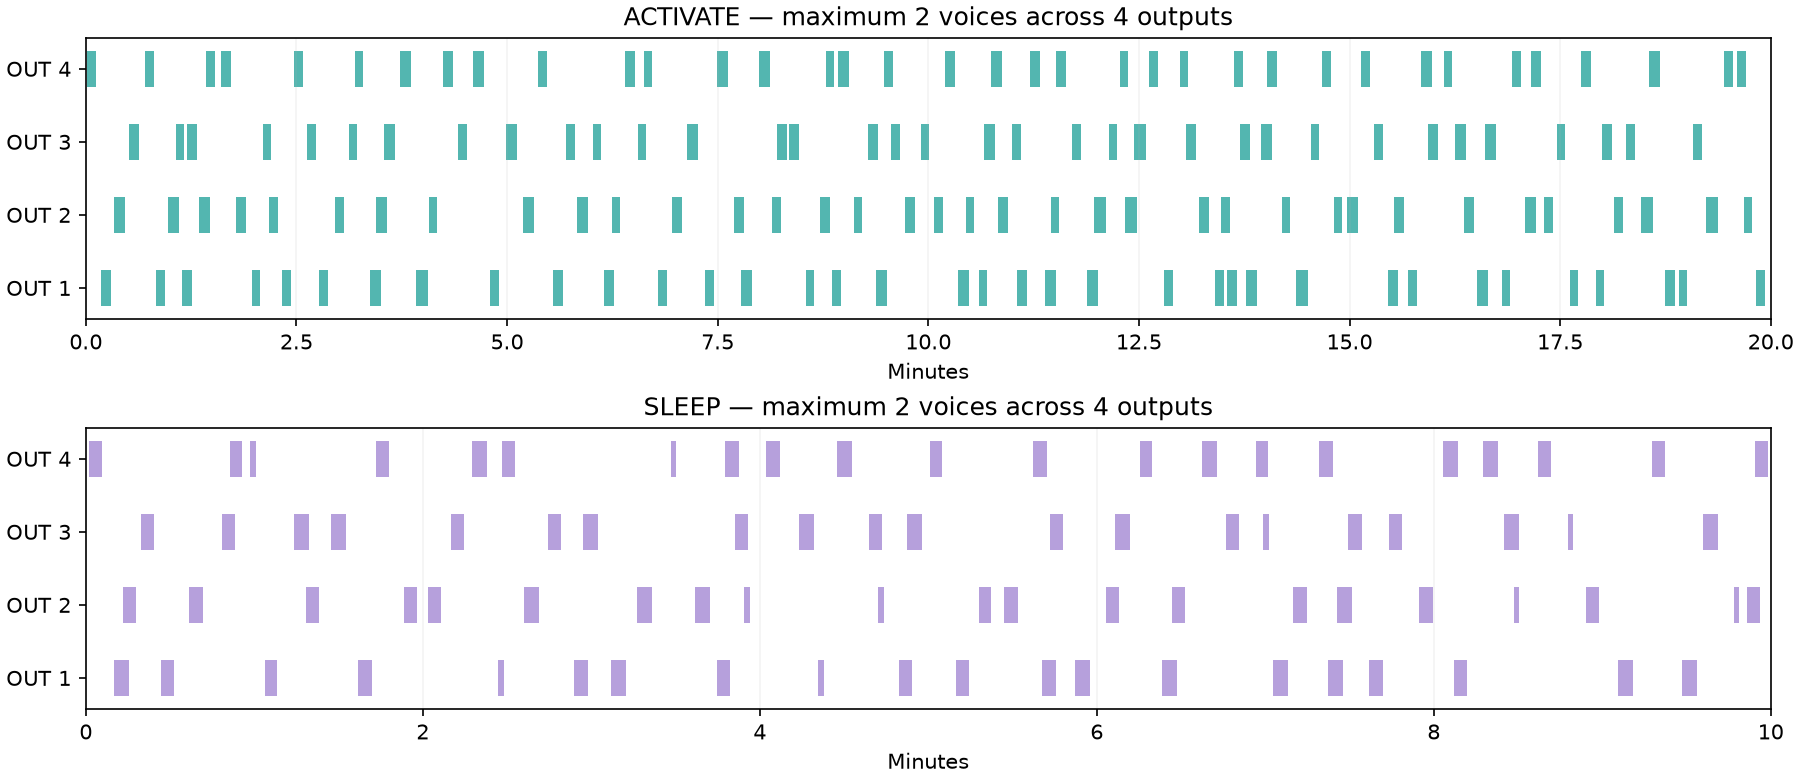 ACTIVATE — maximum 2 voices across 4 outputs
OUT 4
OUT 3
OUT 2
OUT 1
0.0 2.5 5.0 7.5 10.0 12.5 15.0 17.5 20.0
Minutes
SLEEP — maximum 2 voices across 4 outputs
OUT 4
OUT 3
OUT 2
OUT 1
0 2 4 6 8 10
Minutes